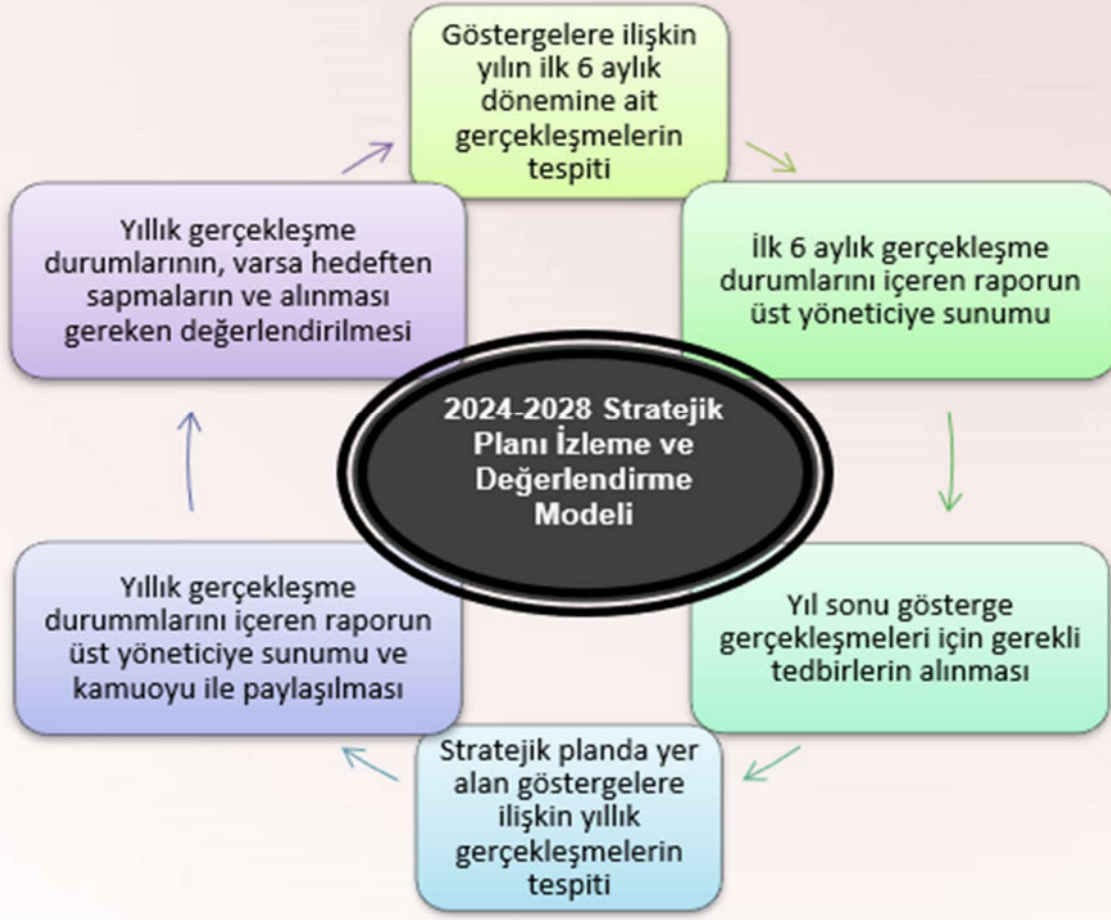 Göstergelere ilişkin
yılın ilk 6 aylık
dönemine ait
gerçekleşmelerin
tespiti
İlk 6 aylık gerçekleşme
durumlarını içeren raporun
üst yöneticiye sunumu
Yıl sonu gösterge
gerçekleşmeleri için gerekli
tedbirlerin alınması
Stratejik planda yer
alan göstergelere
ilişkin yıllık
gerçekleşmelerin
tespiti
Yıllık gerçekleşme
durummlarını içeren raporun
üst yöneticiye sunumu ve
kamuoyu ile paylaşılması
Yıllık gerçekleşme
durumlarının, varsa hedeften
sapmaların ve alınması
gereken değerlendirilmesi
2024-2028 Stratejik
Planı İzleme ve
Değerlendirme
Modeli